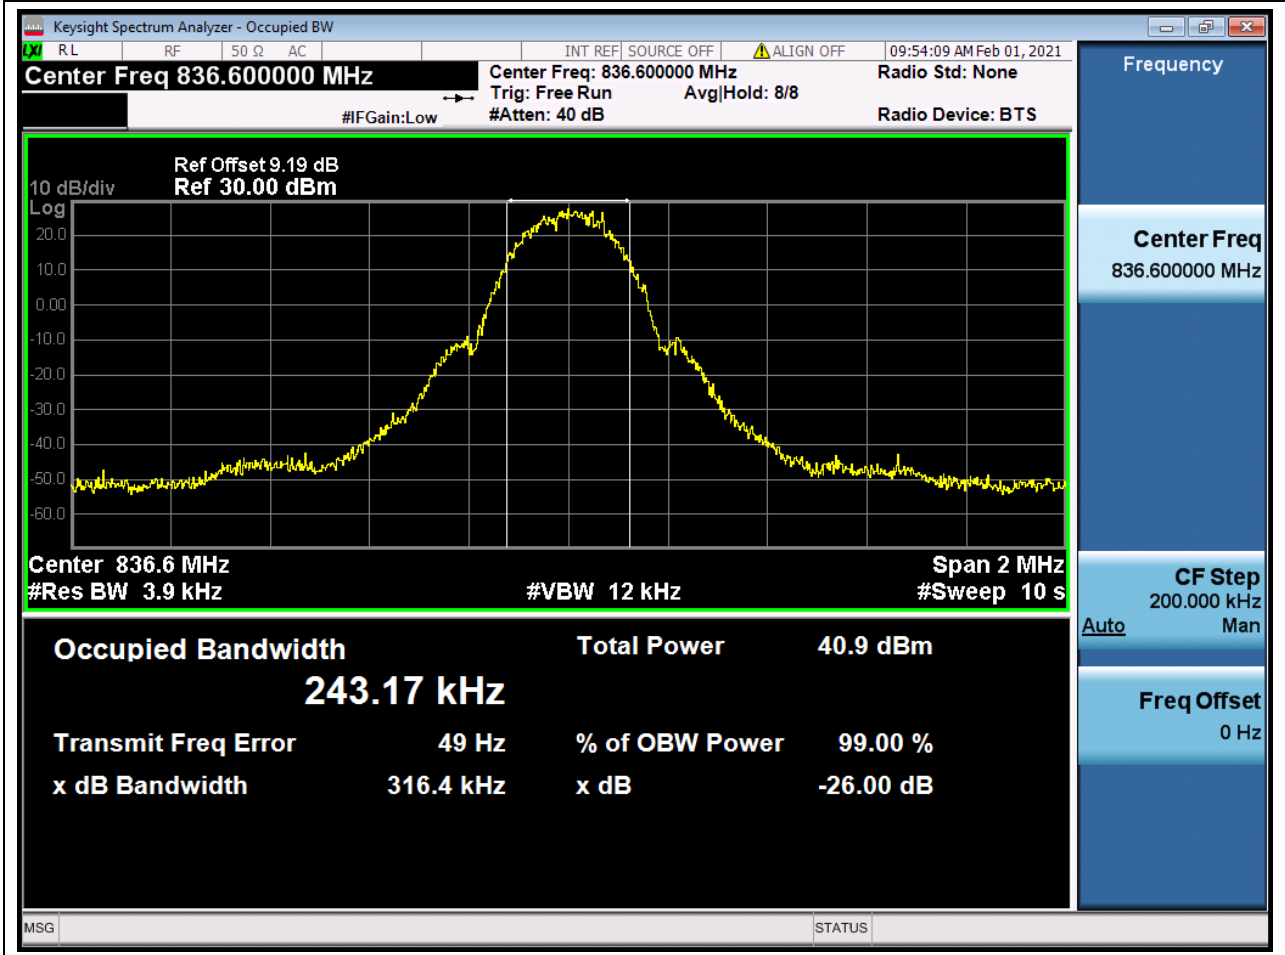 Keysight Spectrum Analyzer - Occupied BW
LXI RL RF 50 Ω AC INT REF SOURCE OFF ALIGN OFF 09:54:09 AM Feb 01, 2021
Center Freq 836.600000 MHz
Center Freq: 836.600000 MHz
Radio Std: None
Trig: Free Run Avg|Hold: 8/8
#IFGain:Low
#Atten: 40 dB
Radio Device: BTS
Ref Offset 9.19 dB
10 dB/div Ref 30.00 dBm
Log
20.0
10.0
0.00
-10.0
-20.0
-30.0
-40.0
-50.0
-60.0
Center 836.6 MHz Span 2 MHz
#Res BW 3.9 kHz #VBW 12 kHz #Sweep 10 s
Occupied Bandwidth Total Power 40.9 dBm
243.17 kHz
Transmit Freq Error 49 Hz % of OBW Power 99.00 %
x dB Bandwidth 316.4 kHz x dB -26.00 dB
Frequency
Center Freq
836.600000 MHz
CF Step
200.000 kHz
Auto Man
Freq Offset
0 Hz
MSG STATUS